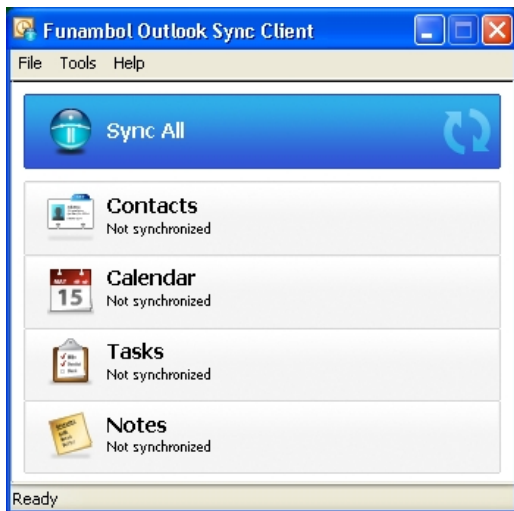 Funambol Outlook Sync Client
File Tools Help
Sync All
Contacts
Not synchronized
Calendar
Not synchronized
15
Tasks
Not synchronized
Notes
Not synchronized
Ready